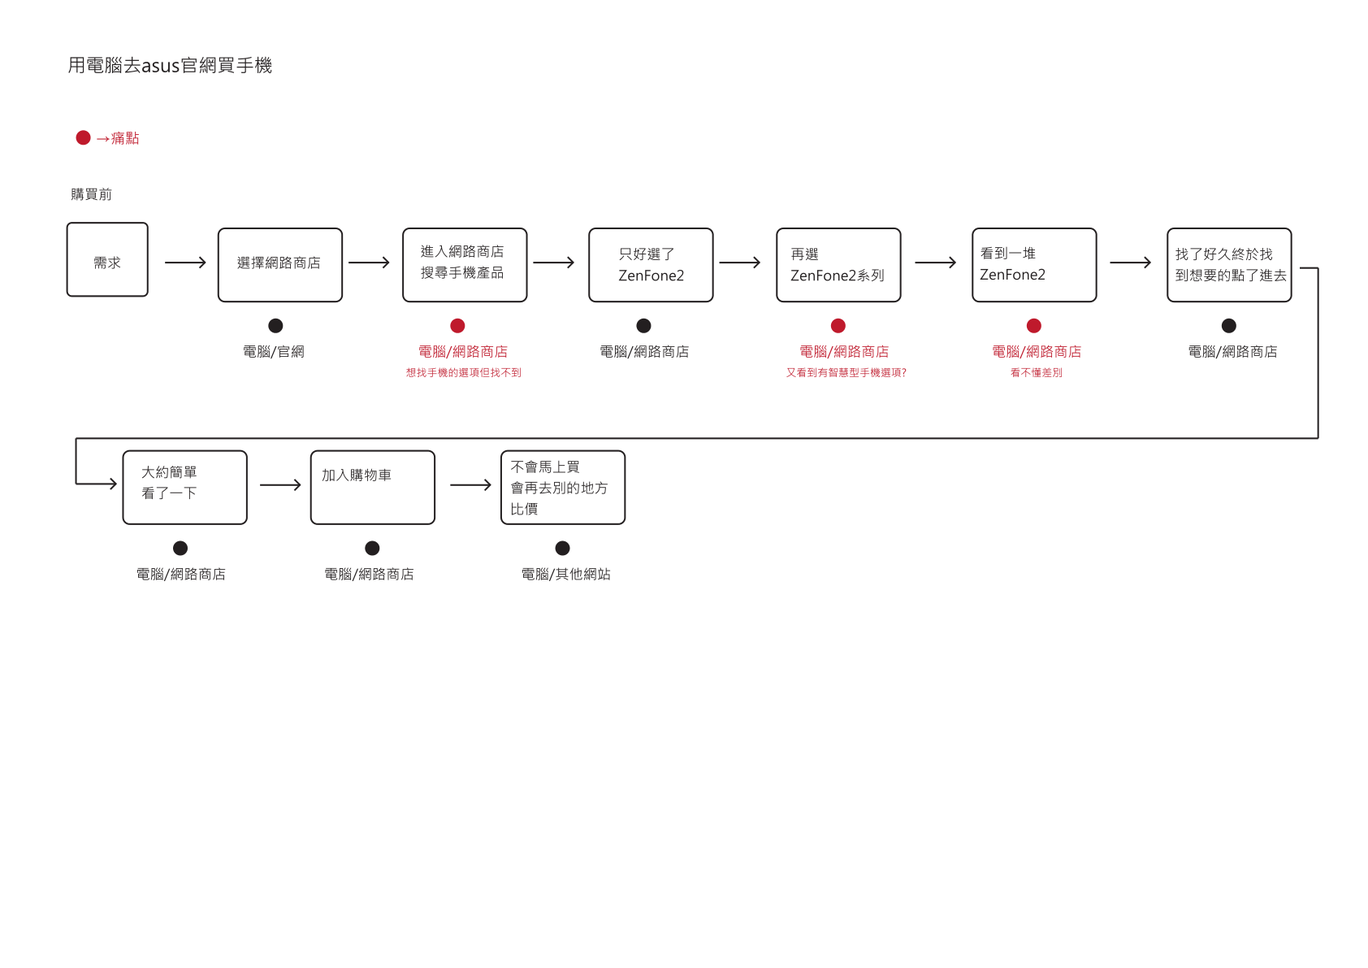 用電腦去asus官網買手機
→痛點
購買前
需求
選擇網路商店
進入網路商店
搜尋手機產品
只好選了
ZenFone2
再選
ZenFone2系列
看到一堆
ZenFone2
找了好久終於找
到想要的點了進去
電腦/官網
電腦/網路商店
想找手機的選項但找不到
電腦/網路商店
電腦/網路商店
又看到有智慧型手機選項?
電腦/網路商店
看不懂差別
電腦/網路商店
大約簡單
看了一下
加入購物車
不會馬上買
會再去別的地方
比價
電腦/網路商店
電腦/網路商店
電腦/其他網站